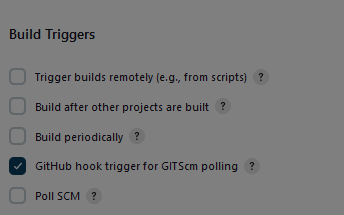 Build Triggers
Trigger builds remotely (e.g., from scripts) ?
Build after other projects are built ?
Build periodically ?
GitHub hook trigger for GITScm polling ?
Poll SCM ?